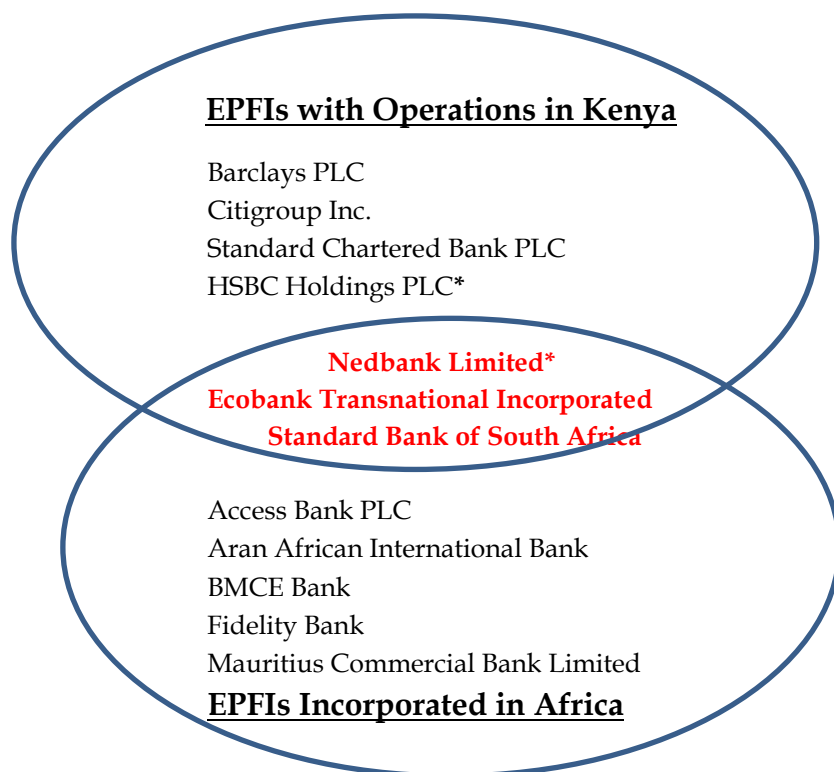 EPFIs with Operations in Kenya
Barclays PLC
Citigroup Inc.
Standard Chartered Bank PLC
HSBC Holdings PLC*
Nedbank Limited*
Ecobank Transnational Incorporated
Standard Bank of South Africa
Access Bank PLC
Aran African International Bank
BMCE Bank
Fidelity Bank
Mauritius Commercial Bank Limited
EPFIs Incorporated in Africa